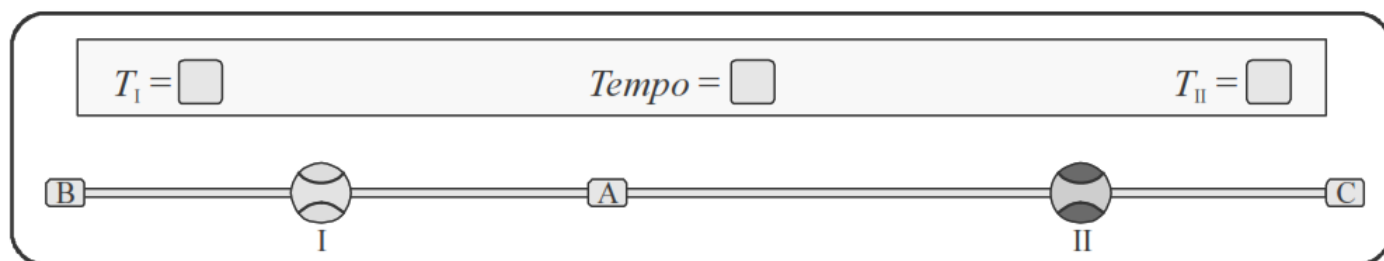 T_I = Tempo = T_II =
B A C
I II